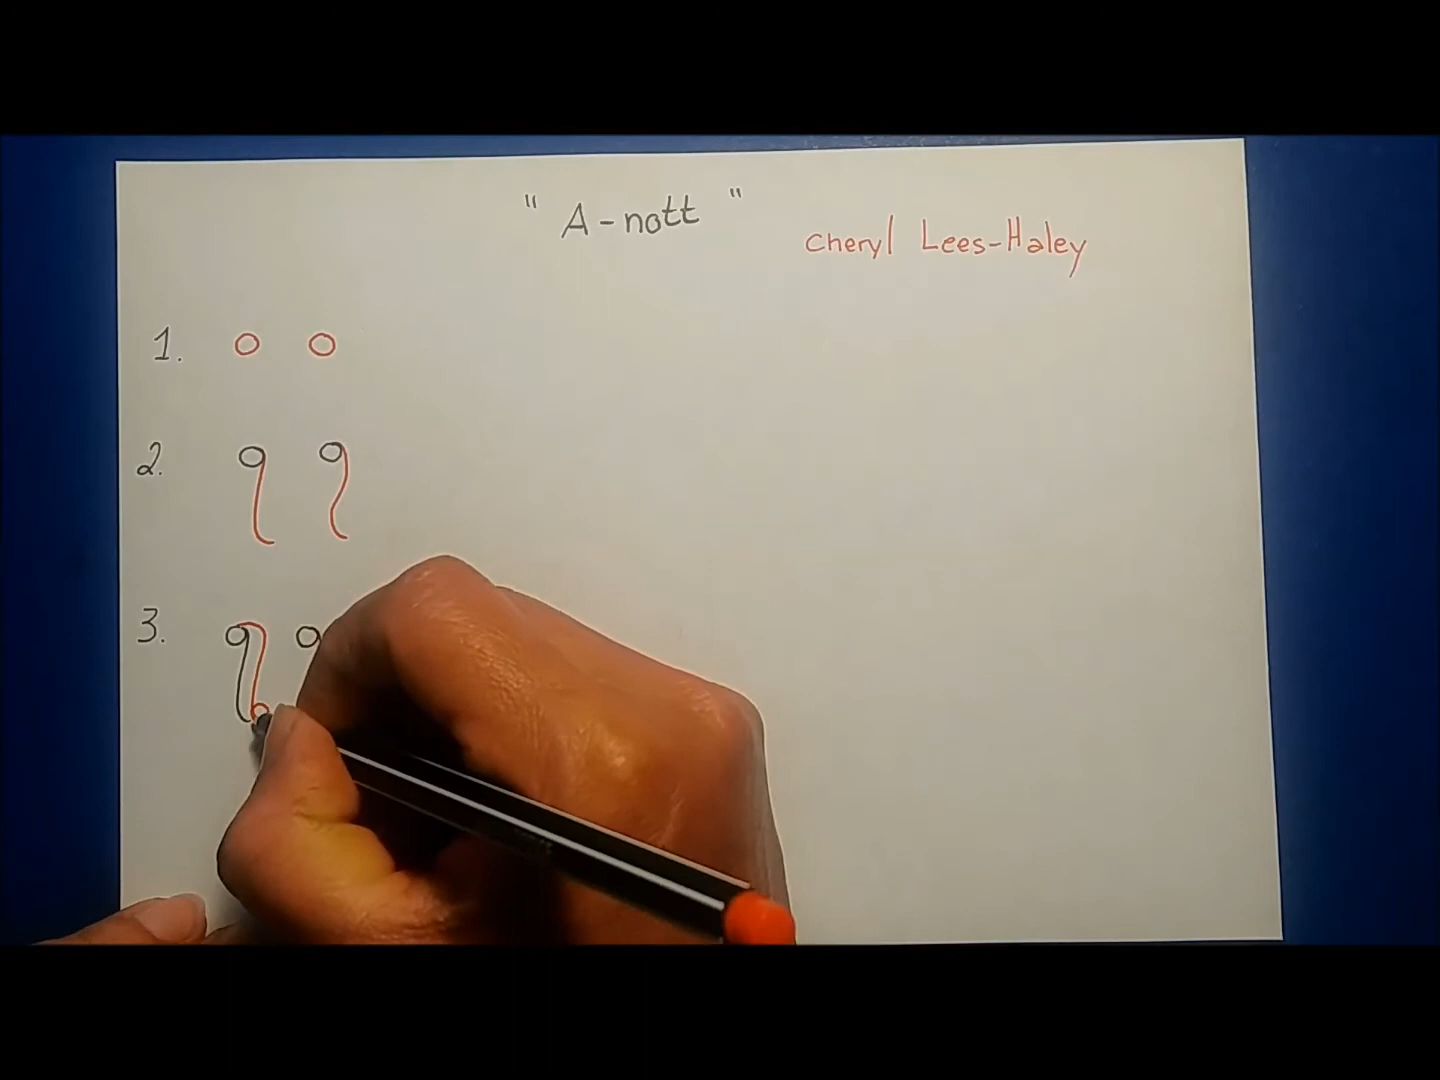 " A-nott "
Cheryl Lees-Haley
1.
2.
3.